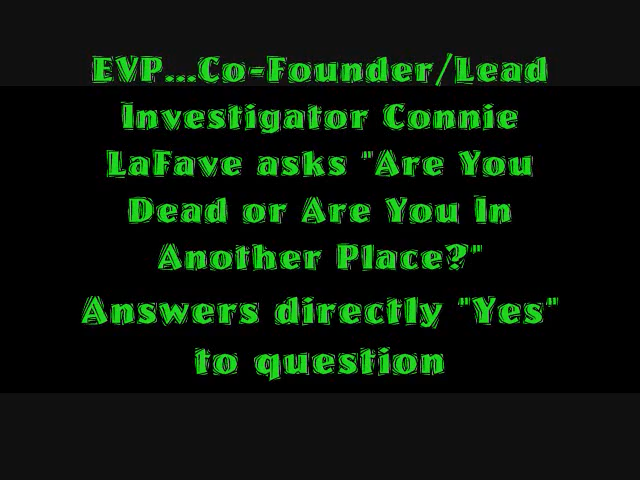 EVP...Co-Founder/Lead
Investigator Connie
LaFave asks "Are You
Dead or Are You In
Another Place?"
Answers directly "Yes"
to question